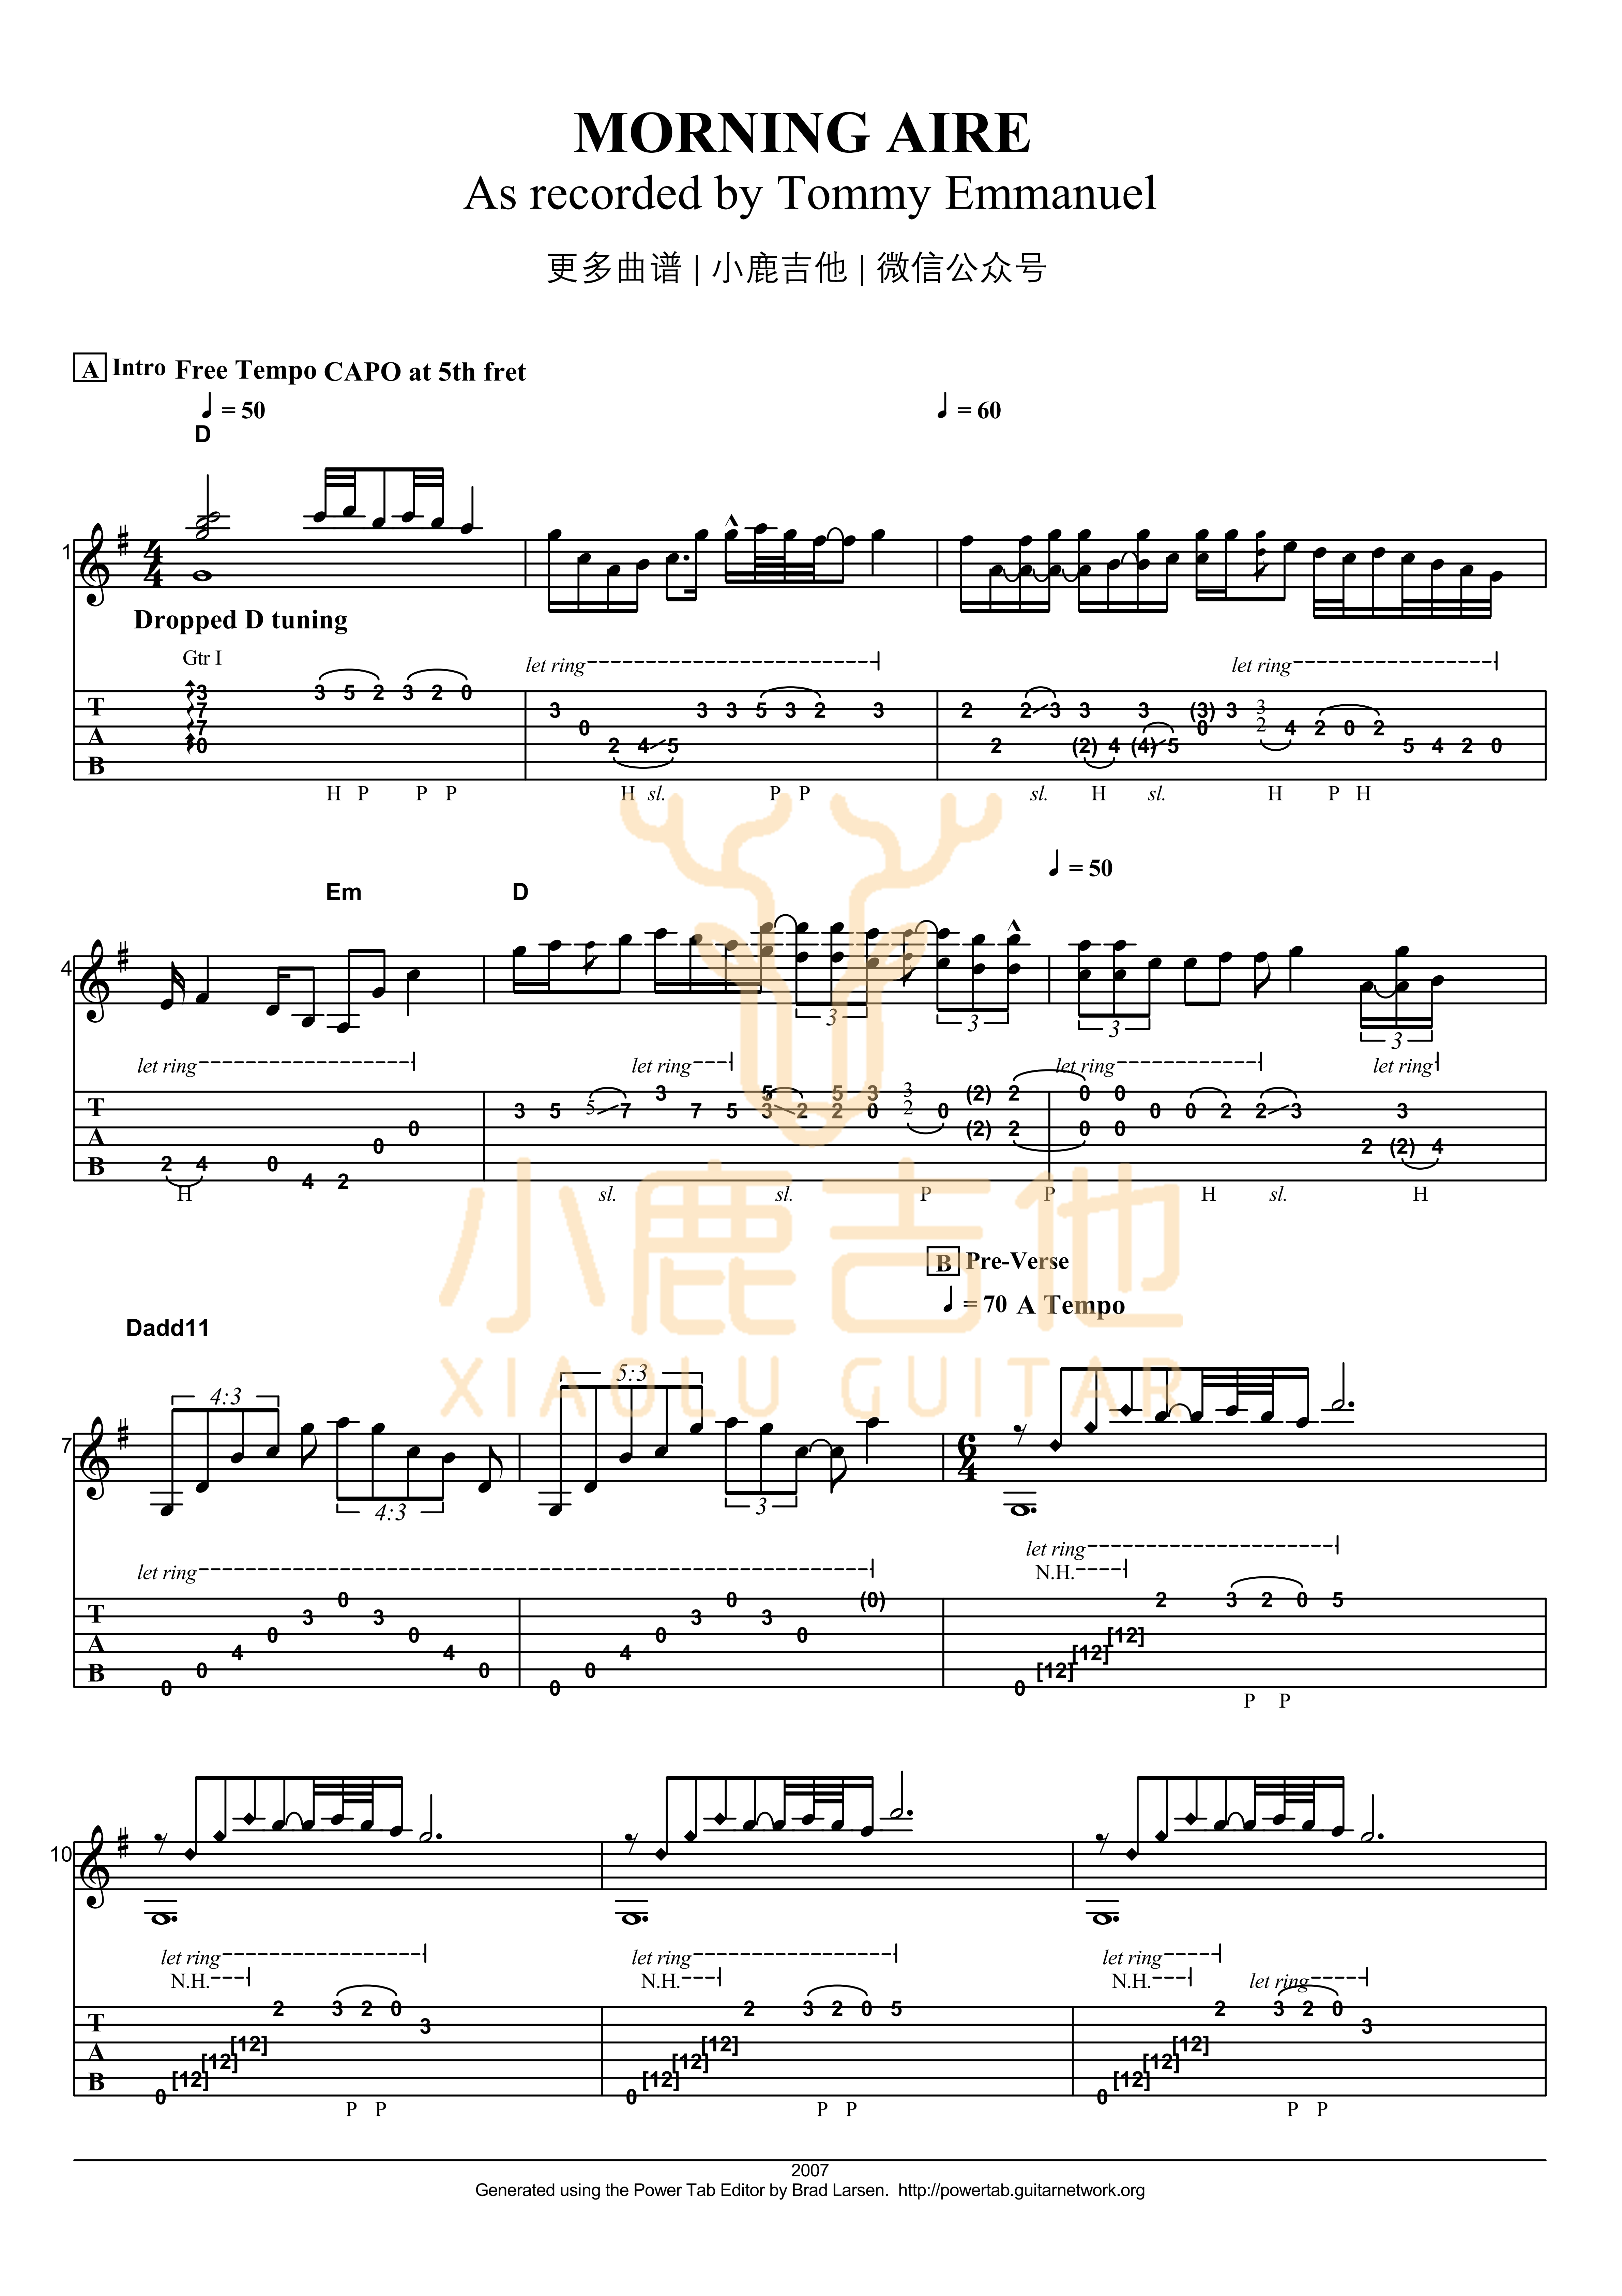 MORNING AIRE
As recorded by Tommy Emmanuel
更多曲谱 | 小鹿吉他 | 微信公众号
A Intro Free Tempo CAPO at 5th fret
= 50
= 60
D
1
4
4
Dropped D tuning
Gtr I
let ring
let ring
T 3 3 5 2 3 2 0 3 3 3 5 3 2 3 2 2 3 3 3 (3) 3 3
A 7 7 0 0 0 2 4 2 0 2
B 0 2 4 5 2 (2) 4 (4) 5 5 4 2 0
H P P P H sl. P P sl. H sl. H P H
= 50
Em D
4
3 3 3 3
let ring let ring let ring let ring
T 3 5 5 7 3 7 5 5 3 2 5 2 3 0 3 2 0 (2) 2 0 0 0 0 2 2 3 3
A 0 0 (2) 2 0 0 2 (2) 4
B 2 4 0 4 2
H sl. sl. P P H sl. H
小鹿吉他
XIAOLU GUITAR
B Pre-Verse
= 70 A Tempo
Dadd11
4:3 5:3
7
6
4
4:3 3
let ring
let ring
N.H.
T 3 0 3 3 0 3 (0) 2 3 2 0 5
A 4 0 0 4 4 0 0 [12] [12]
B 0 0 0 0 0 0 [12]
P P
10
let ring let ring let ring
N.H. N.H. N.H. let ring
T 2 3 2 0 3 2 3 2 0 5 2 3 2 0 3
A [12] [12] [12] [12] [12] [12]
B 0 [12] 0 [12] 0 [12]
P P P P P P
2007
Generated using the Power Tab Editor by Brad Larsen. http://powertab.guitarnetwork.org